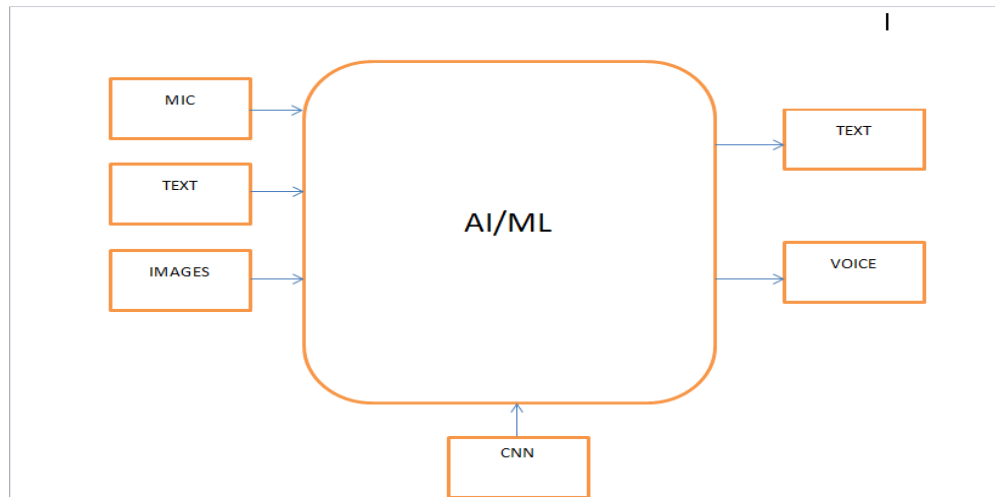 MIC
TEXT
IMAGES
AI/ML
TEXT
VOICE
CNN